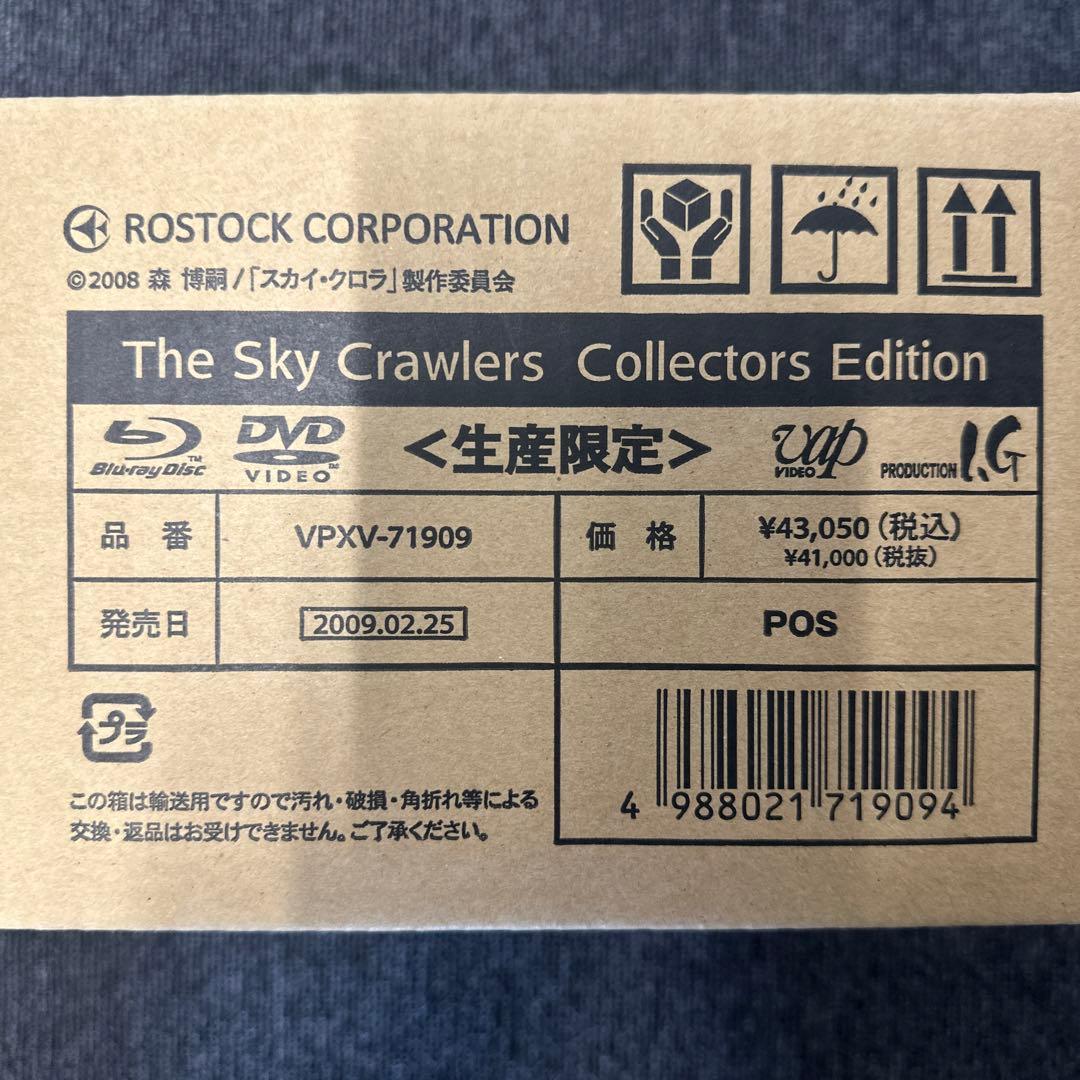 ROSTOCK CORPORATION
©2008 森 博嗣/「スカイ・クロラ」製作委員会
The Sky Crawlers Collectors Edition
Blu-ray Disc™
DVD
VIDEO™
<生産限定>
vap
VIDEO
PRODUCTION I.G
品 番
VPXV-71909
価 格
¥43,050(税込)
¥41,000(税抜)
発売日
2009.02.25
POS
プラ
この箱は輸送用ですので汚れ・破損・角折れ等による
交換・返品はお受けできません。ご了承ください。
4 988021 719094